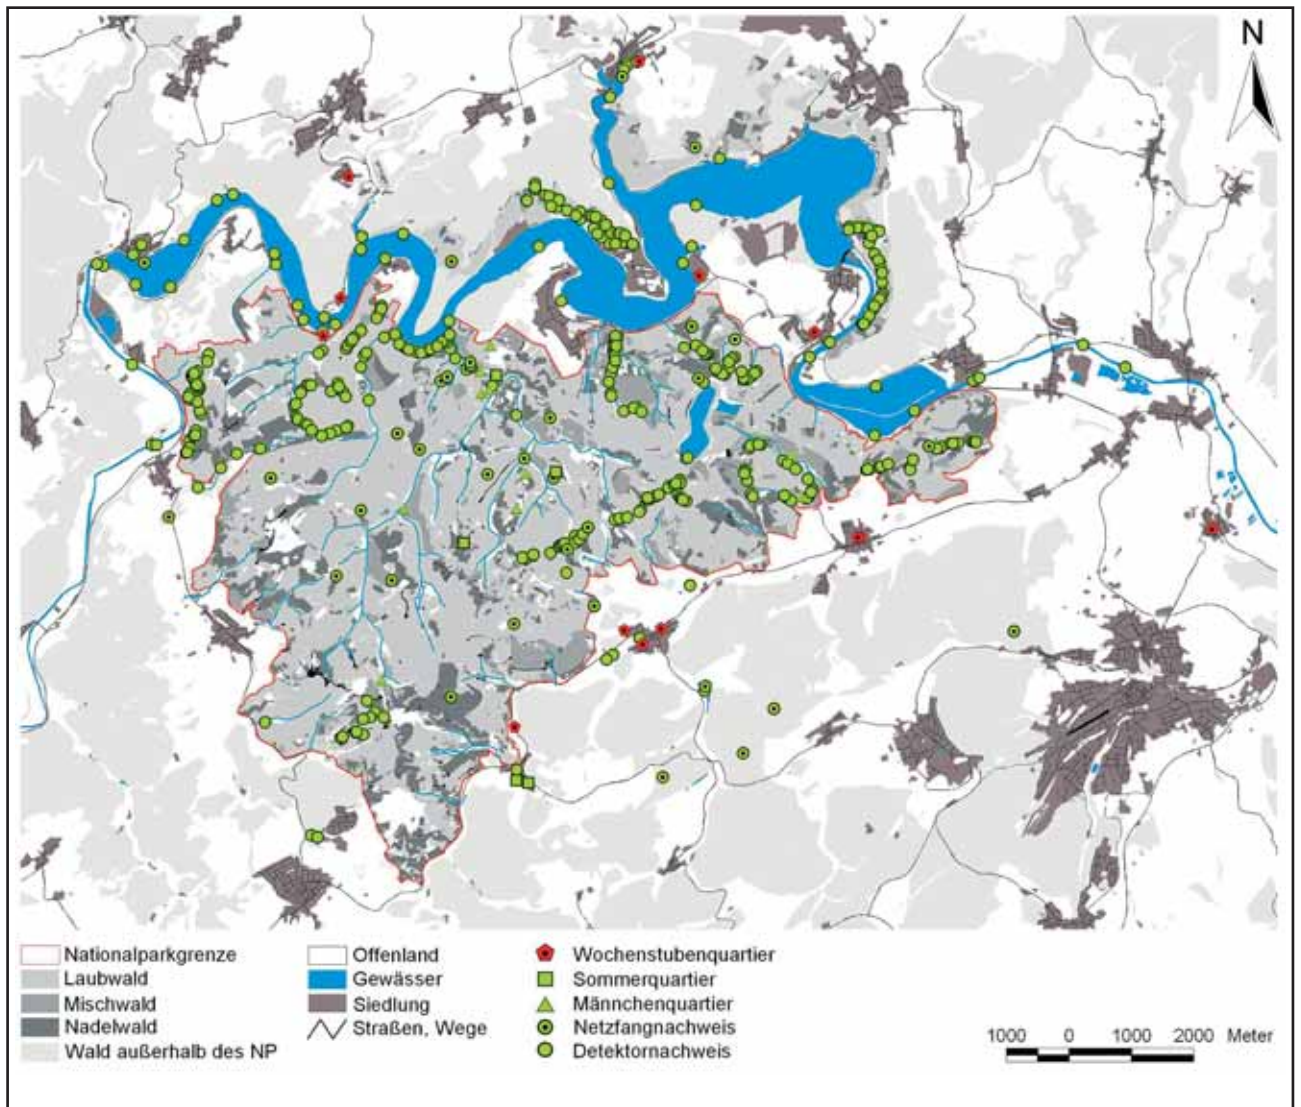 N
Nationalparkgrenze
Laubwald
Mischwald
Nadelwald
Wald außerhalb des NP
Offenland
Gewässer
Siedlung
Straßen, Wege
Wochenstubenquartier
Sommerquartier
Männchenquartier
Netzfangnachweis
Detektornachweis
1000 0 1000 2000 Meter